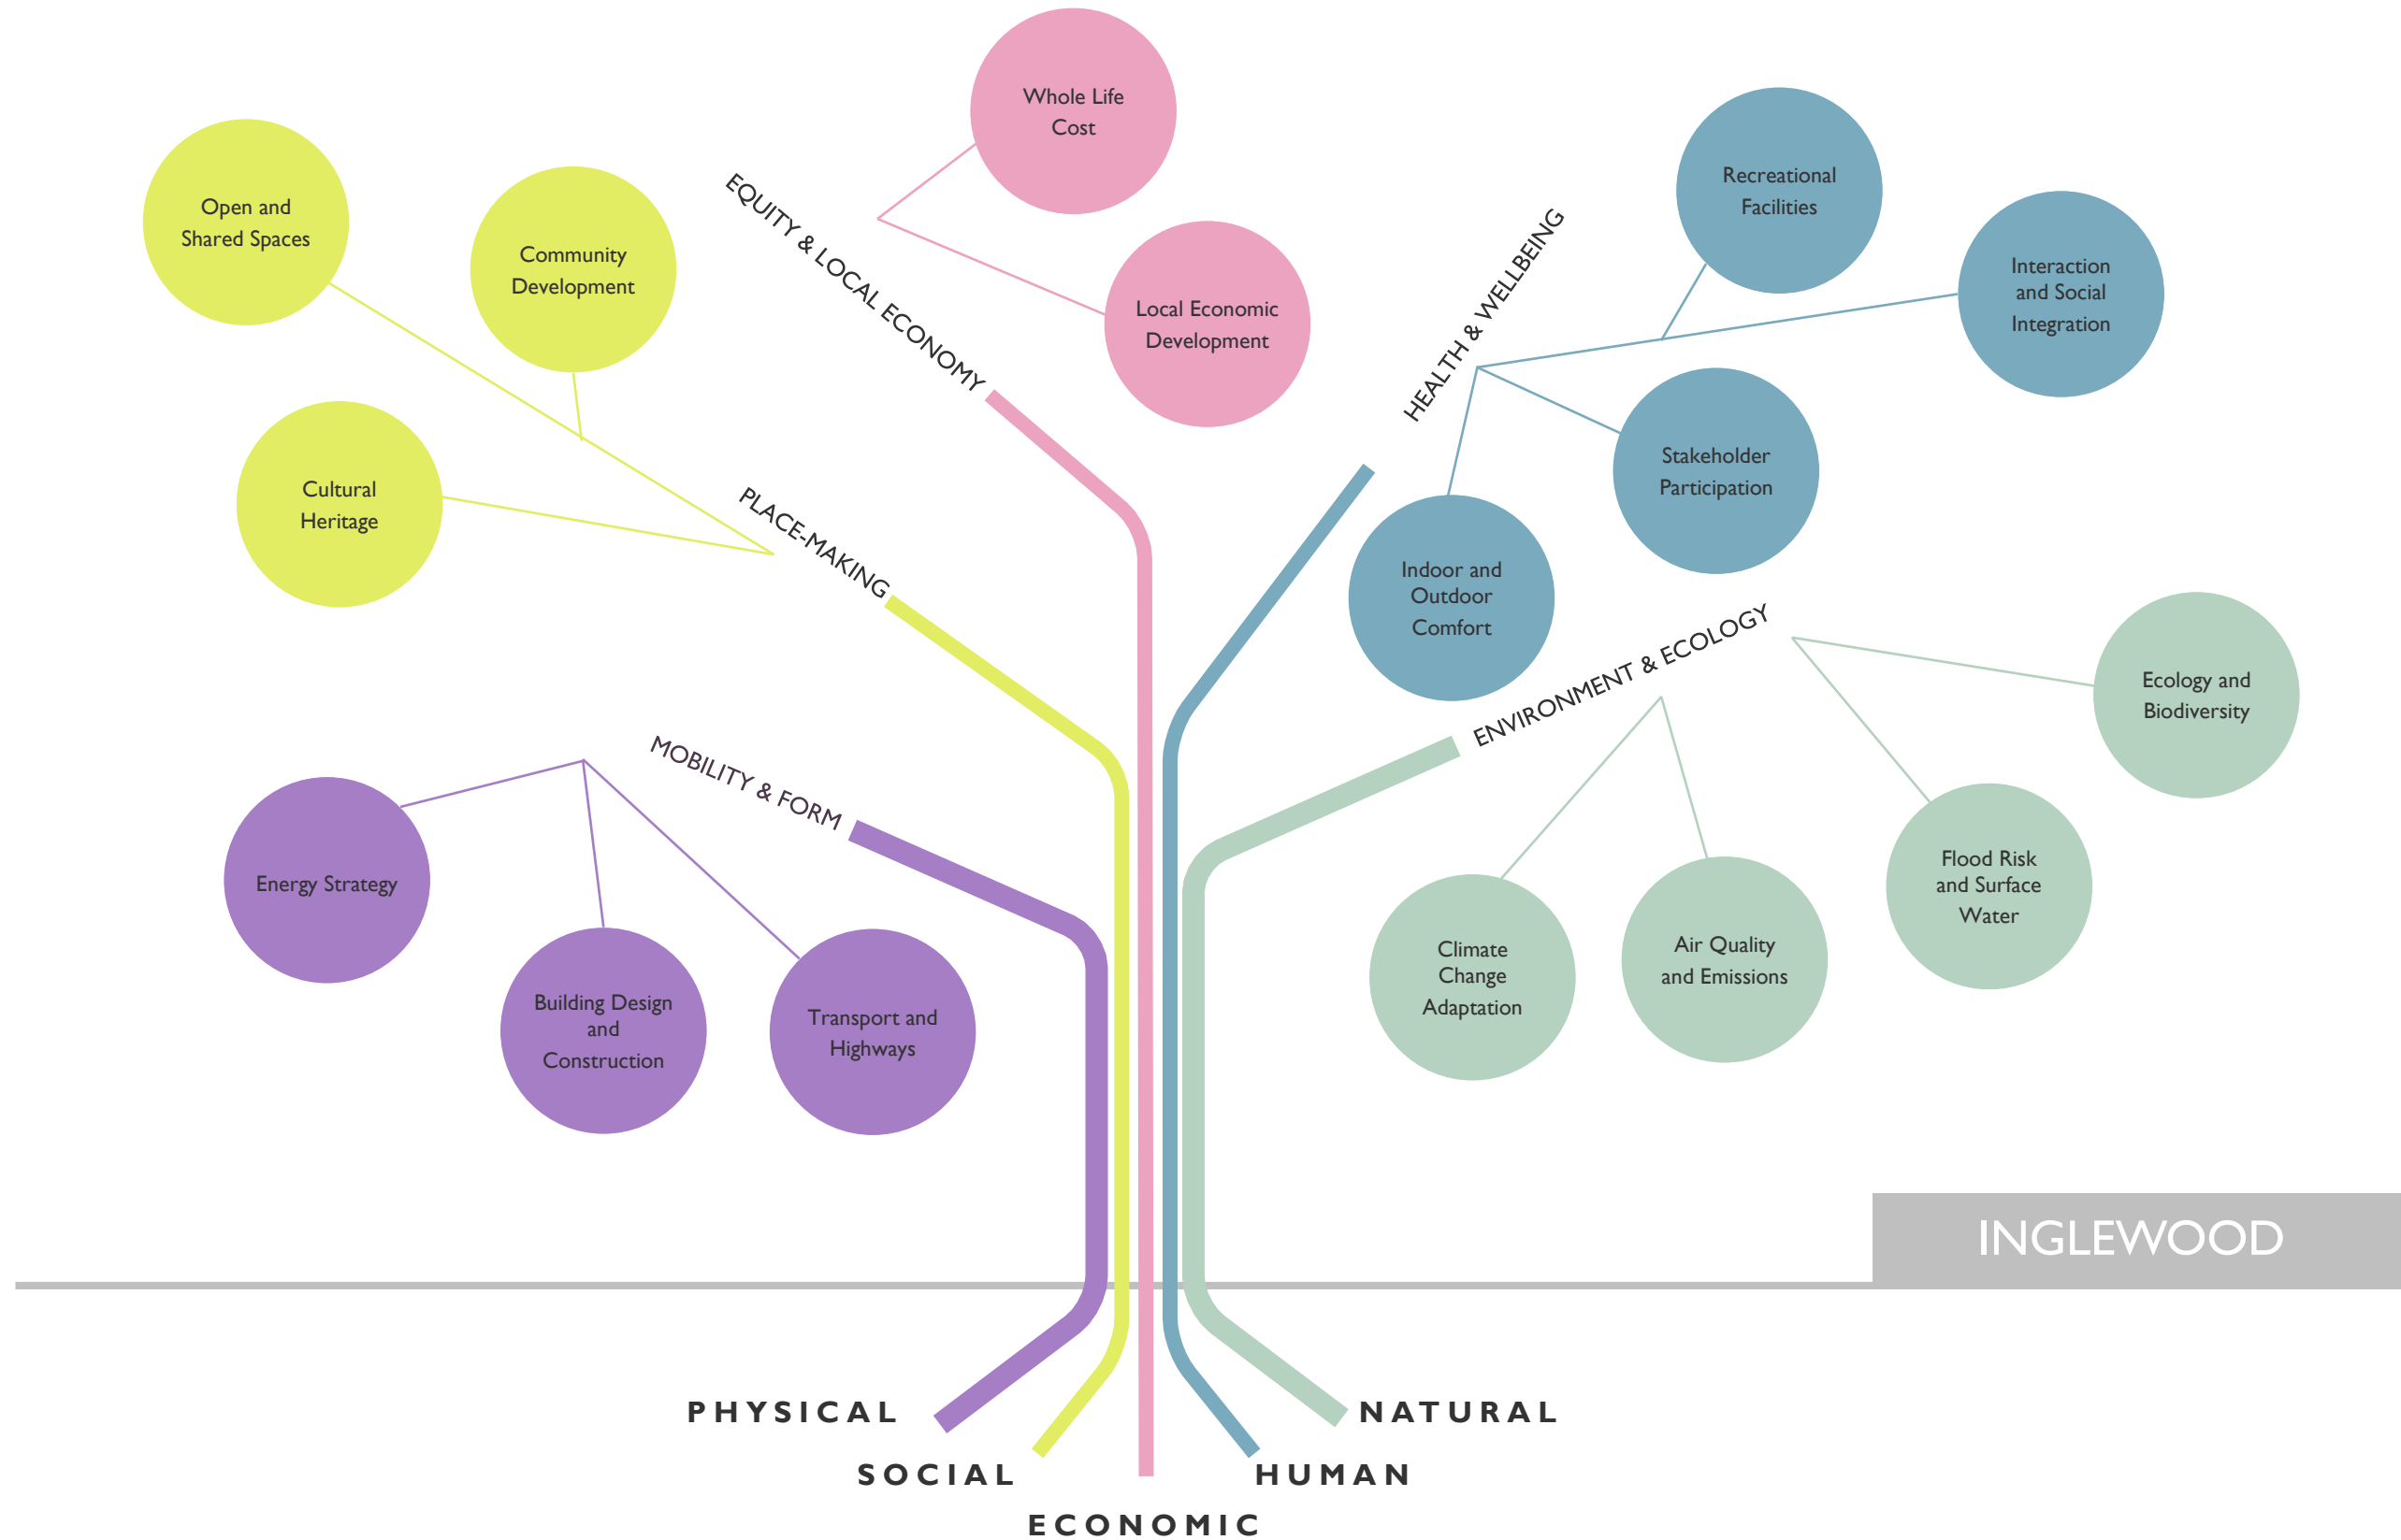 Whole Life
Cost
Local Economic
Development
EQUITY & LOCAL ECONOMY
Open and
Shared Spaces
Community
Development
Cultural
Heritage
PLACE-MAKING
Recreational
Facilities
Interaction
and Social
Integration
Stakeholder
Participation
Indoor and
Outdoor
Comfort
HEALTH & WELLBEING
MOBILITY & FORM
Energy Strategy
Building Design
and
Construction
Transport and
Highways
ENVIRONMENT & ECOLOGY
Ecology and
Biodiversity
Flood Risk
and Surface
Water
Air Quality
and Emissions
Climate
Change
Adaptation
INGLEWOOD
PHYSICAL
SOCIAL
ECONOMIC
HUMAN
NATURAL